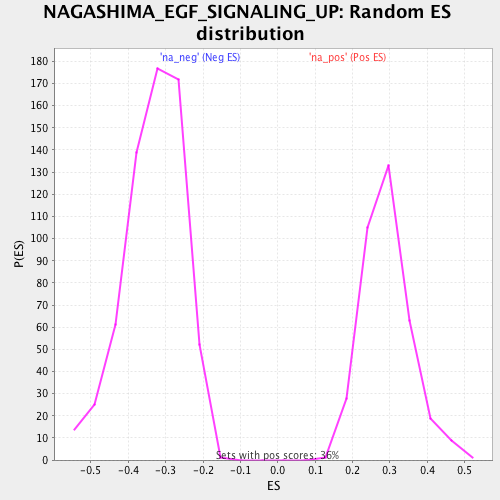 NAGASHIMA_EGF_SIGNALING_UP: Random ES
distribution
'na_neg' (Neg ES)
'na_pos' (Pos ES)
180
170
160
150
140
130
120
110
100
90
80
70
60
50
40
30
20
10
0
P(ES)
Sets with pos scores: 36%
-0.5 -0.4 -0.3 -0.2 -0.1 0.0 0.1 0.2 0.3 0.4 0.5
ES